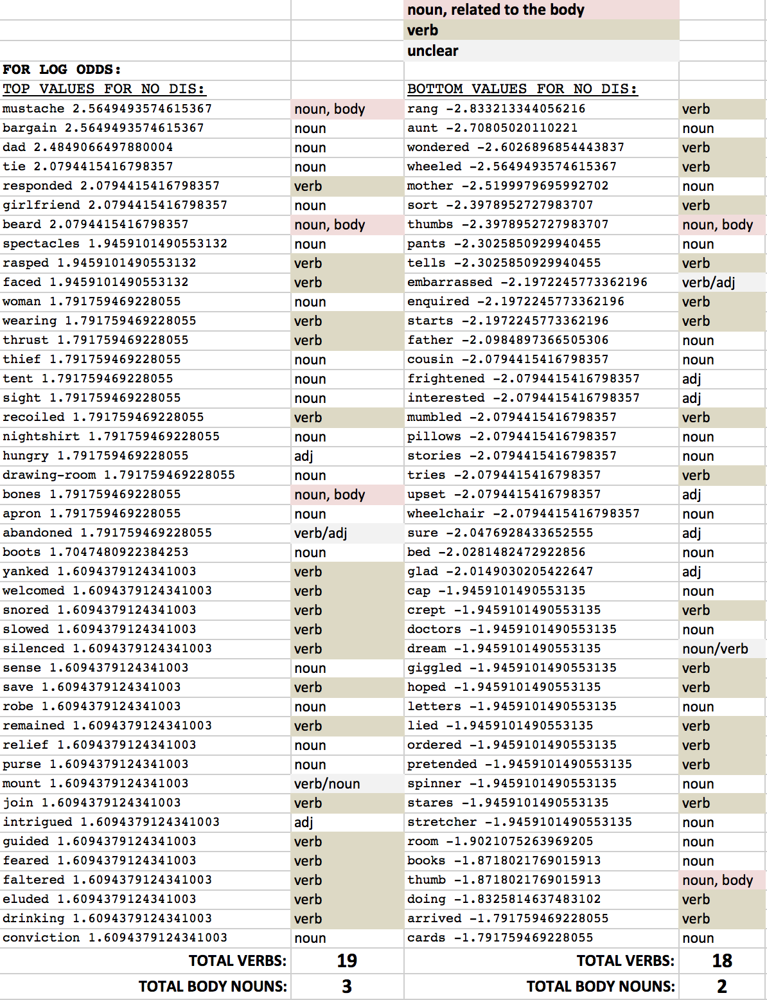 noun, related to the body
verb
unclear
FOR LOG ODDS:
TOP VALUES FOR NO DIS: BOTTOM VALUES FOR NO DIS:
mustache 2.5649493574615367 noun, body rang -2.833213344056216 verb
bargain 2.5649493574615367 noun aunt -2.70805020110221 noun
dad 2.4849066497880004 noun wondered -2.6026896854443837 verb
tie 2.0794415416798357 noun wheeled -2.5649493574615367 verb
responded 2.0794415416798357 verb mother -2.5199979695992702 noun
girlfriend 2.0794415416798357 noun sort -2.3978952727983707 verb
beard 2.0794415416798357 noun, body thumbs -2.3978952727983707 noun, body
spectacles 1.9459101490553132 noun pants -2.3025850929940455 noun
rasped 1.9459101490553132 verb tells -2.3025850929940455 verb
faced 1.9459101490553132 verb embarrassed -2.1972245773362196 verb/adj
woman 1.791759469228055 noun enquired -2.1972245773362196 verb
wearing 1.791759469228055 verb starts -2.1972245773362196 verb
thrust 1.791759469228055 verb father -2.0984897366505306 noun
thief 1.791759469228055 noun cousin -2.0794415416798357 noun
tent 1.791759469228055 noun frightened -2.0794415416798357 adj
sight 1.791759469228055 noun interested -2.0794415416798357 adj
recoiled 1.791759469228055 verb mumbled -2.0794415416798357 verb
nightshirt 1.791759469228055 noun pillows -2.0794415416798357 noun
hungry 1.791759469228055 adj stories -2.0794415416798357 noun
drawing-room 1.791759469228055 noun tries -2.0794415416798357 verb
bones 1.791759469228055 noun, body upset -2.0794415416798357 adj
apron 1.791759469228055 noun wheelchair -2.0794415416798357 noun
abandoned 1.791759469228055 verb/adj sure -2.0476928433652555 adj
boots 1.7047480922384253 noun bed -2.0281482472922856 noun
yanked 1.6094379124341003 verb glad -2.0149030205422647 adj
welcomed 1.6094379124341003 verb cap -1.9459101490553135 noun
snored 1.6094379124341003 verb crept -1.9459101490553135 verb
slowed 1.6094379124341003 verb doctors -1.9459101490553135 noun
silenced 1.6094379124341003 verb dream -1.9459101490553135 noun/verb
sense 1.6094379124341003 noun giggled -1.9459101490553135 verb
save 1.6094379124341003 verb hoped -1.9459101490553135 verb
robe 1.6094379124341003 noun letters -1.9459101490553135 noun
remained 1.6094379124341003 verb lied -1.9459101490553135 verb
relief 1.6094379124341003 noun ordered -1.9459101490553135 verb
purse 1.6094379124341003 noun pretended -1.9459101490553135 verb
mount 1.6094379124341003 verb/noun spinner -1.9459101490553135 noun
join 1.6094379124341003 verb stares -1.9459101490553135 verb
intrigued 1.6094379124341003 adj stretcher -1.9459101490553135 noun
guided 1.6094379124341003 verb room -1.9021075263969205 noun
feared 1.6094379124341003 verb books -1.8718021769015913 noun
faltered 1.6094379124341003 verb thumb -1.8718021769015913 noun, body
eluded 1.6094379124341003 verb doing -1.8325814637483102 verb
drinking 1.6094379124341003 verb arrived -1.791759469228055 verb
conviction 1.6094379124341003 noun cards -1.791759469228055 noun
TOTAL VERBS: 19 TOTAL VERBS: 18
TOTAL BODY NOUNS: 3 TOTAL BODY NOUNS: 2